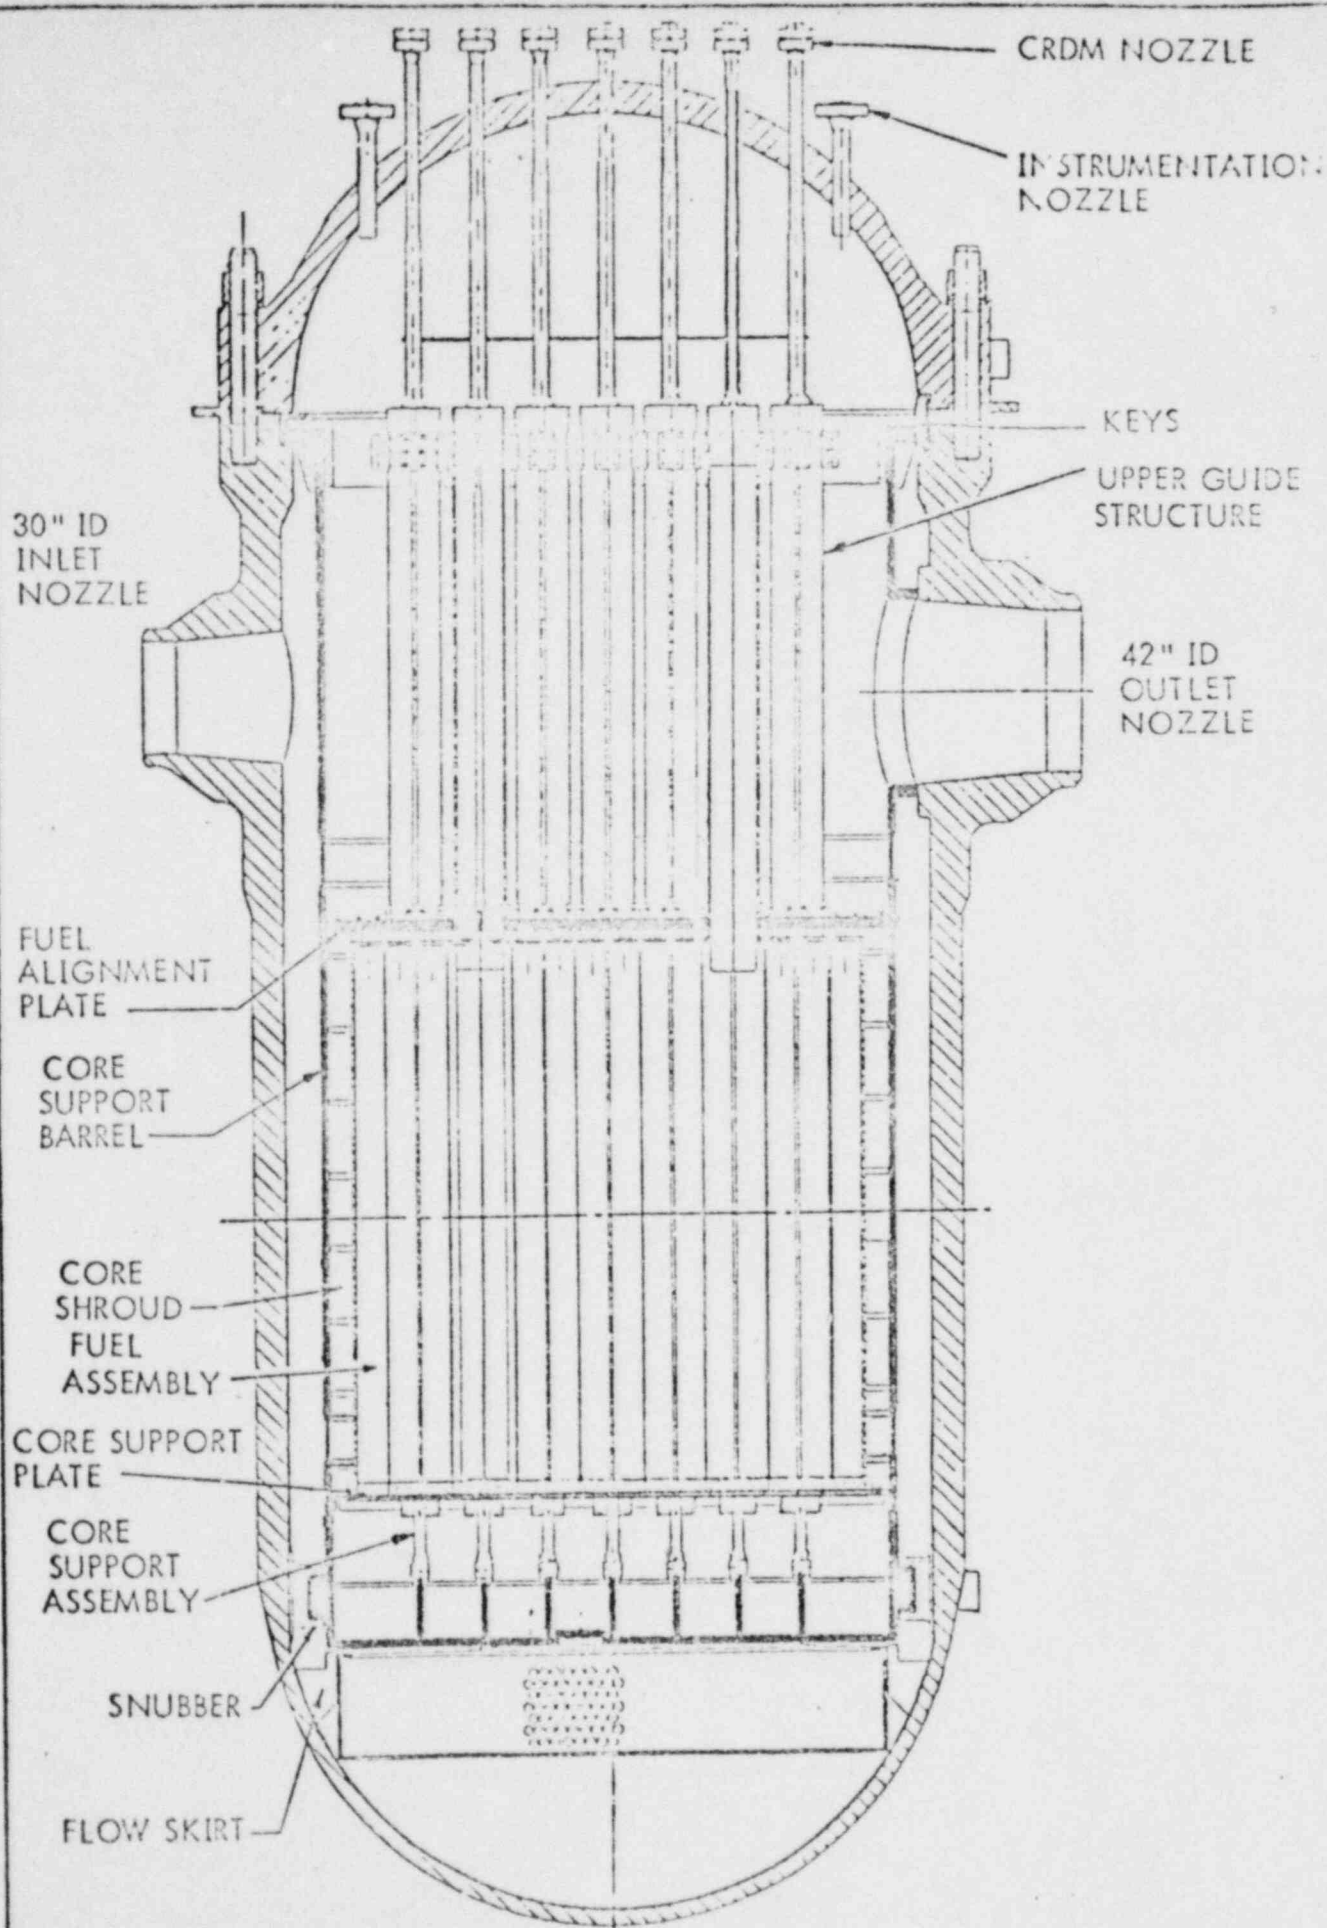 CRDM NOZZLE
INSTRUMENTATION
NOZZLE
KEYS
UPPER GUIDE
STRUCTURE
30" ID
INLET
NOZZLE
42" ID
OUTLET
NOZZLE
FUEL
ALIGNMENT
PLATE
CORE
SUPPORT
BARREL
CORE
SHROUD
FUEL
ASSEMBLY
CORE SUPPORT
PLATE
CORE
SUPPORT
ASSEMBLY
SNUBBER
FLOW SKIRT